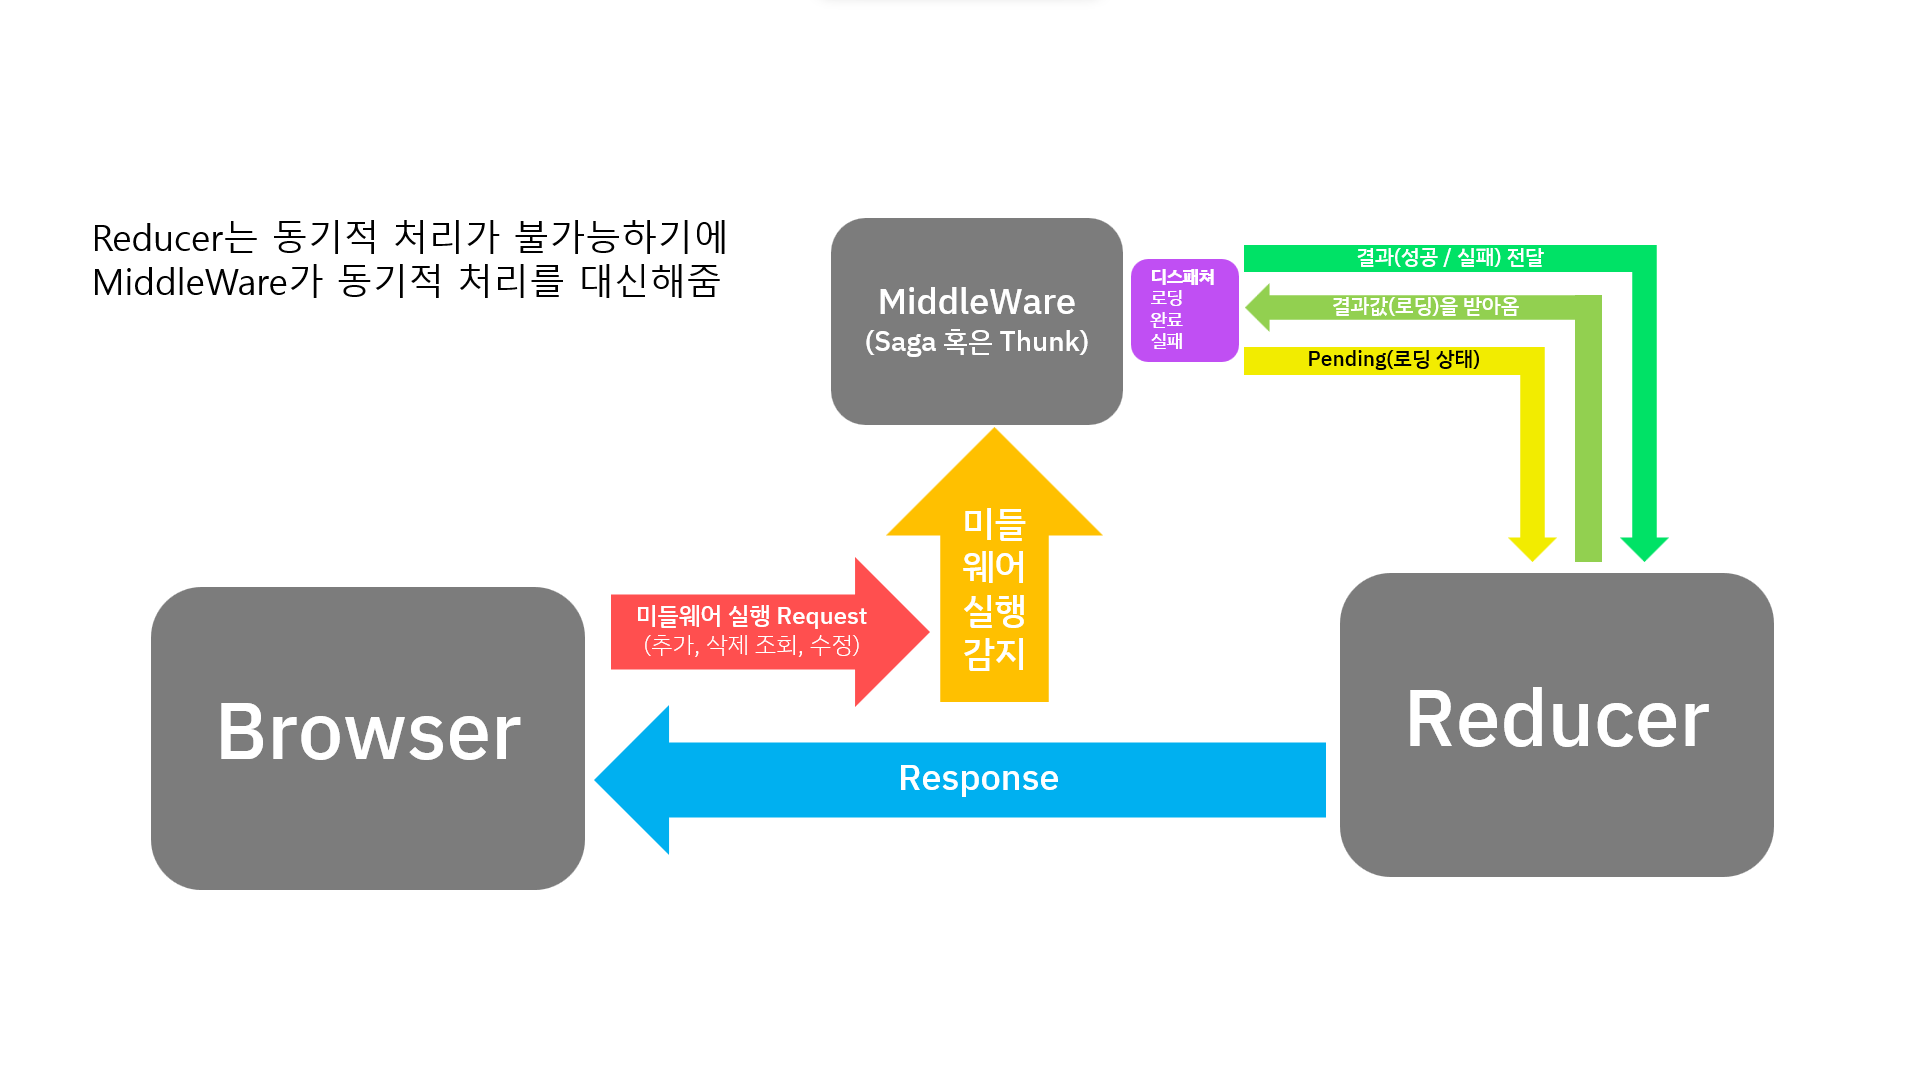 Reducer는 동기적 처리가 불가능하기에
MiddleWare가 동기적 처리를 대신해줌
MiddleWare
(Saga 혹은 Thunk)
디스패쳐
로딩
완료
실패
결과(성공 / 실패) 전달
결과값(로딩)을 받아옴
Pending(로딩 상태)
미들
웨어
실행
감지
미들웨어 실행 Request
(추가, 삭제 조회, 수정)
Browser
Reducer
Response